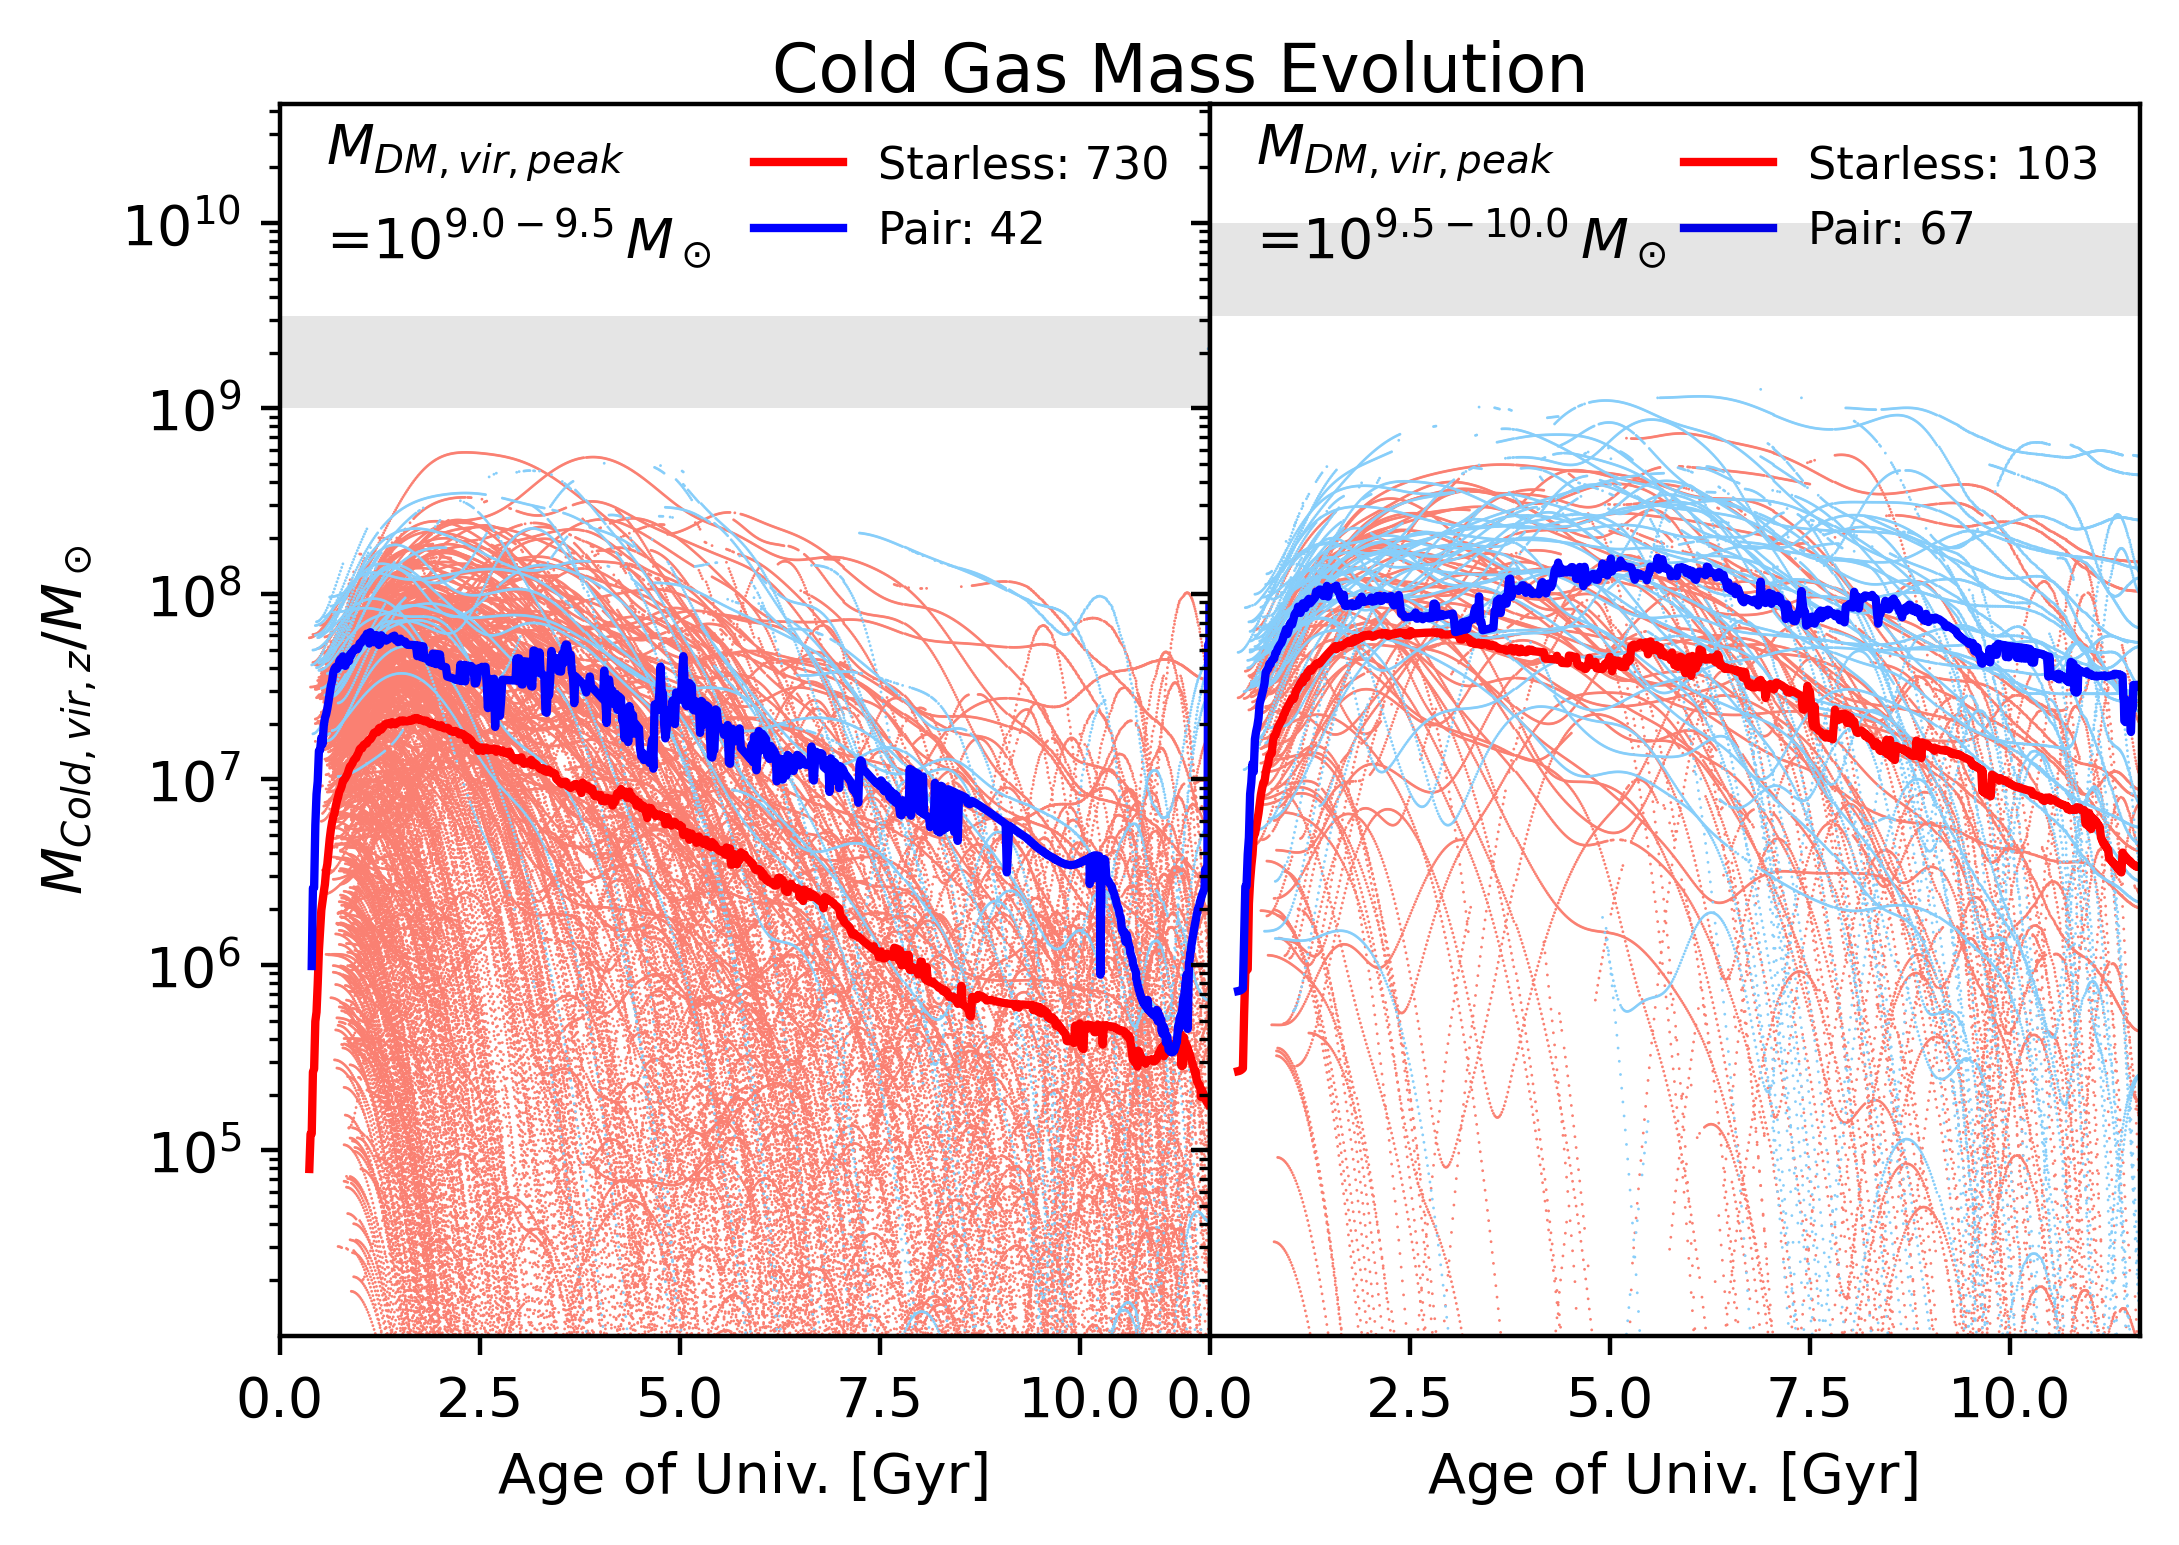 Cold Gas Mass Evolution
M_{DM,vir,peak}
=10^{9.0−9.5} M_⊙
Starless: 730
Pair: 42
M_{DM,vir,peak}
=10^{9.5−10.0} M_⊙
Starless: 103
Pair: 67
M_{Cold,vir,z}/M_⊙
10^{10}
10^9
10^8
10^7
10^6
10^5
0.0 2.5 5.0 7.5 10.0 0.0 2.5 5.0 7.5 10.0
Age of Univ. [Gyr] Age of Univ. [Gyr]